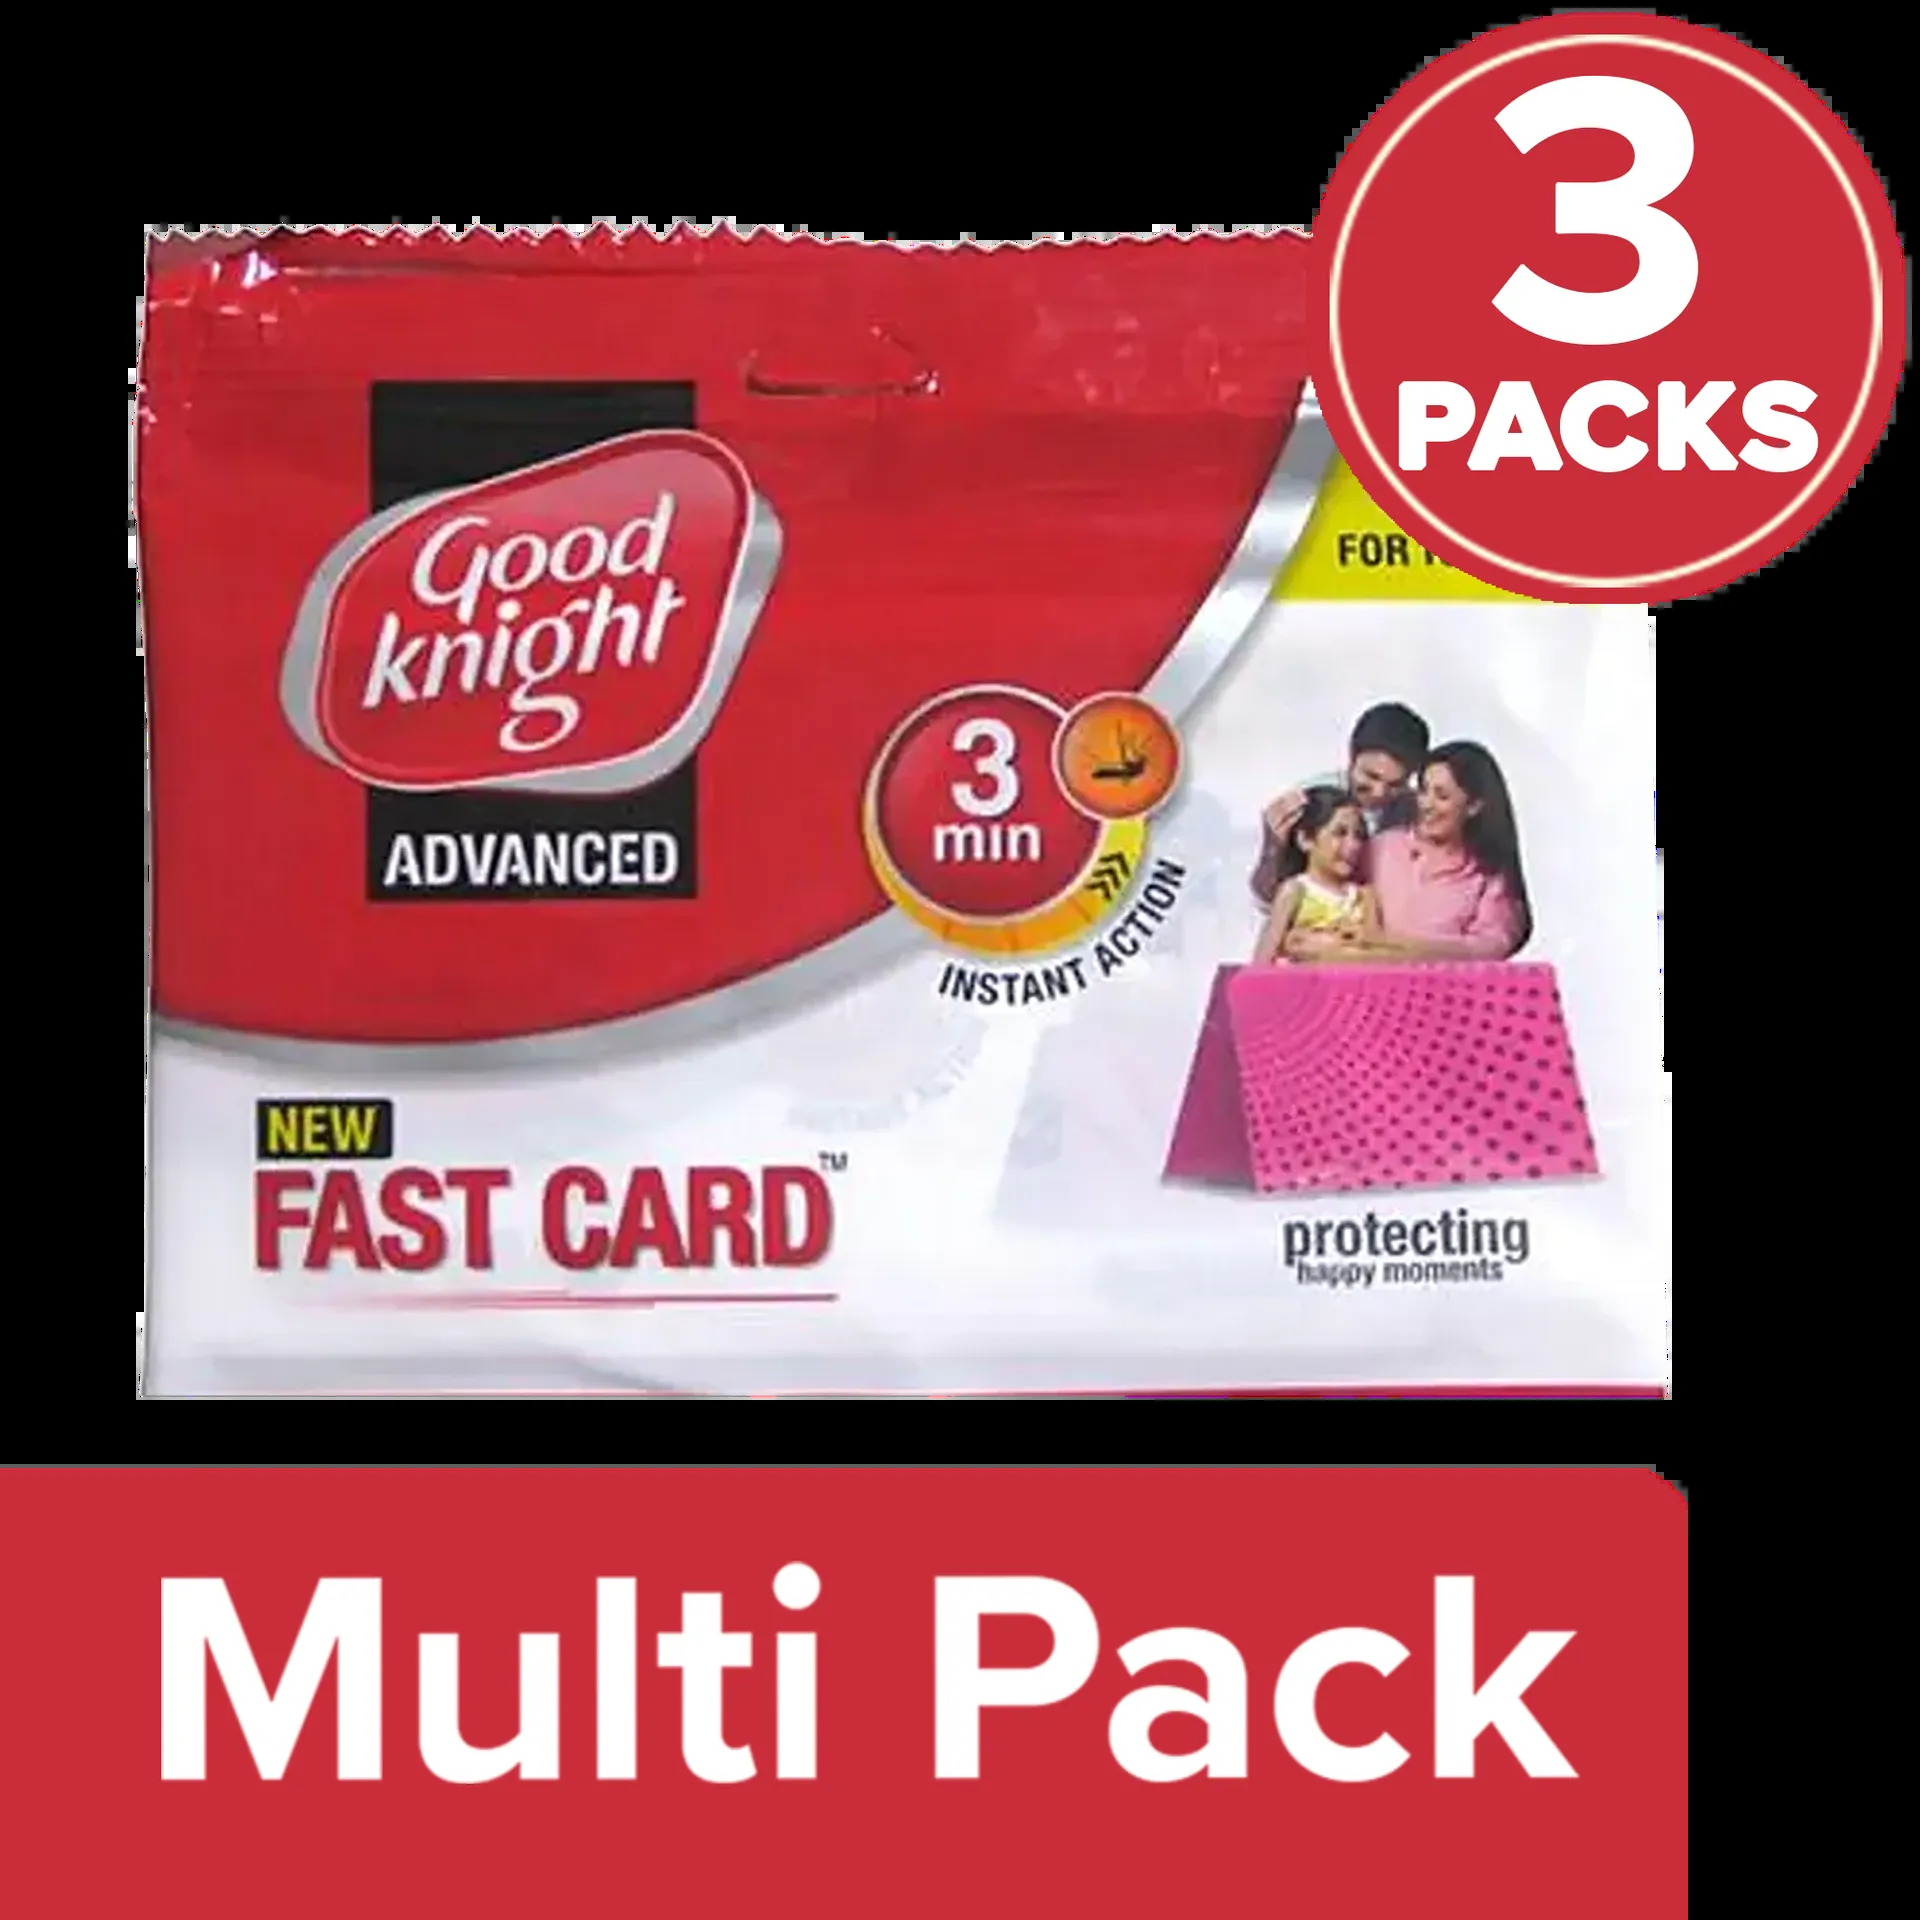 3
PACKS
Good
knight
ADVANCED
FOR
3
min
INSTANT ACTION
NEW
FAST CARD™
protecting
happy moments
Multi Pack